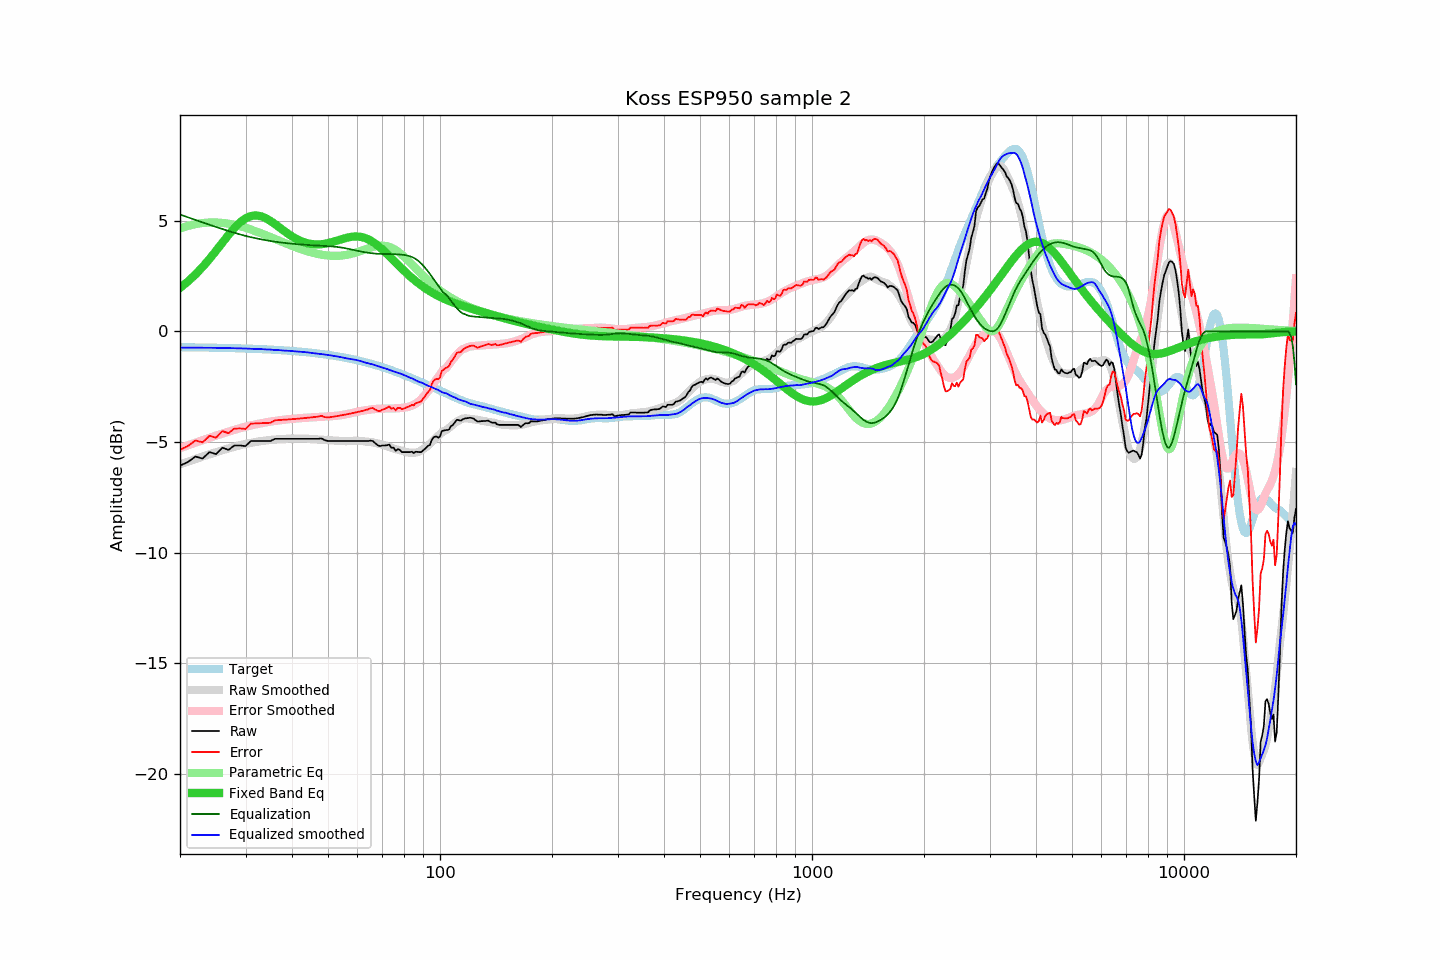 Koss ESP950 sample 2
5
0
−5
−10
−15
−20
Amplitude (dBr)
Target
Raw Smoothed
Error Smoothed
Raw
Error
Parametric Eq
Fixed Band Eq
Equalization
Equalized smoothed
100 1000 10000
Frequency (Hz)